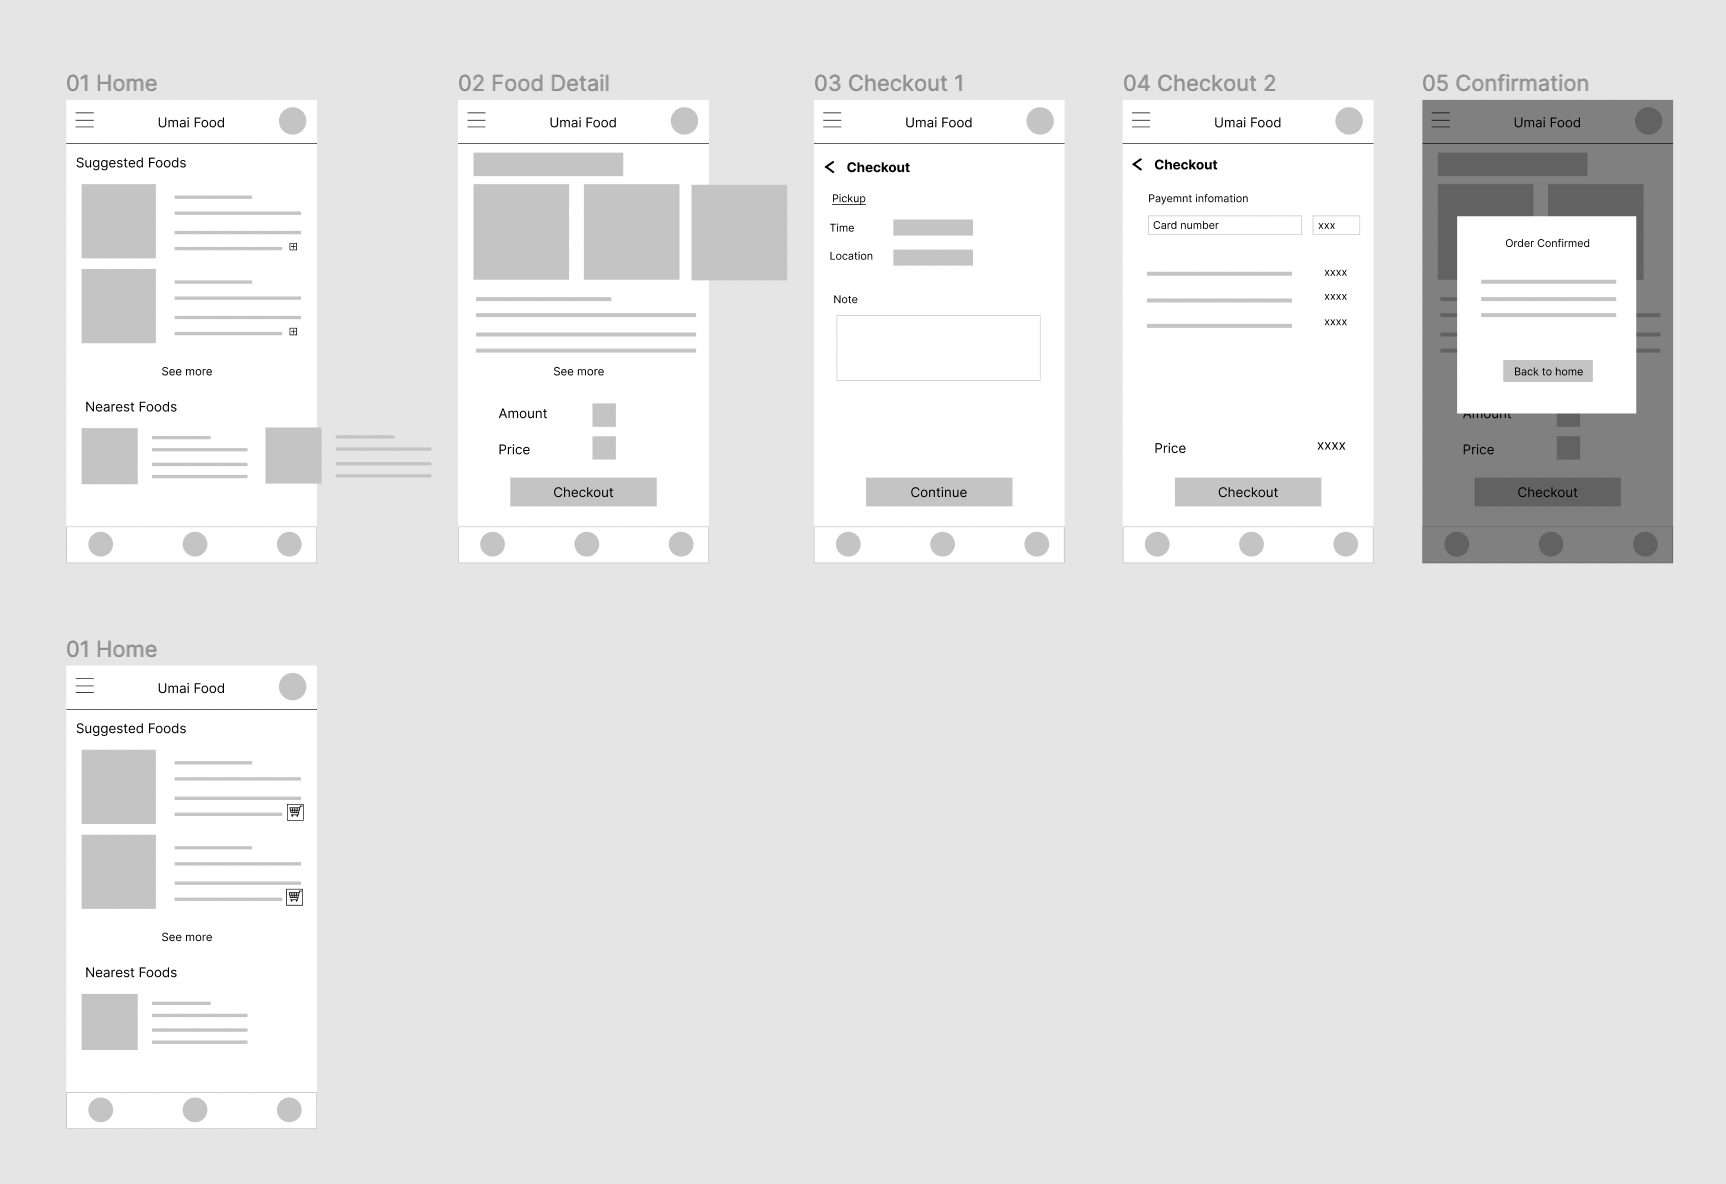 01 Home
Umai Food
Suggested Foods
See more
Nearest Foods
02 Food Detail
Umai Food
See more
Amount
Price
Checkout
03 Checkout 1
Umai Food
< Checkout
Pickup
Time
Location
Note
Continue
04 Checkout 2
Umai Food
< Checkout
Payemnt infomation
Card number xxx
xxxx
xxxx
xxxx
Price xxxx
Checkout
05 Confirmation
Umai Food
Order Confirmed
Back to home
Amount
Price
Checkout
01 Home
Umai Food
Suggested Foods
See more
Nearest Foods